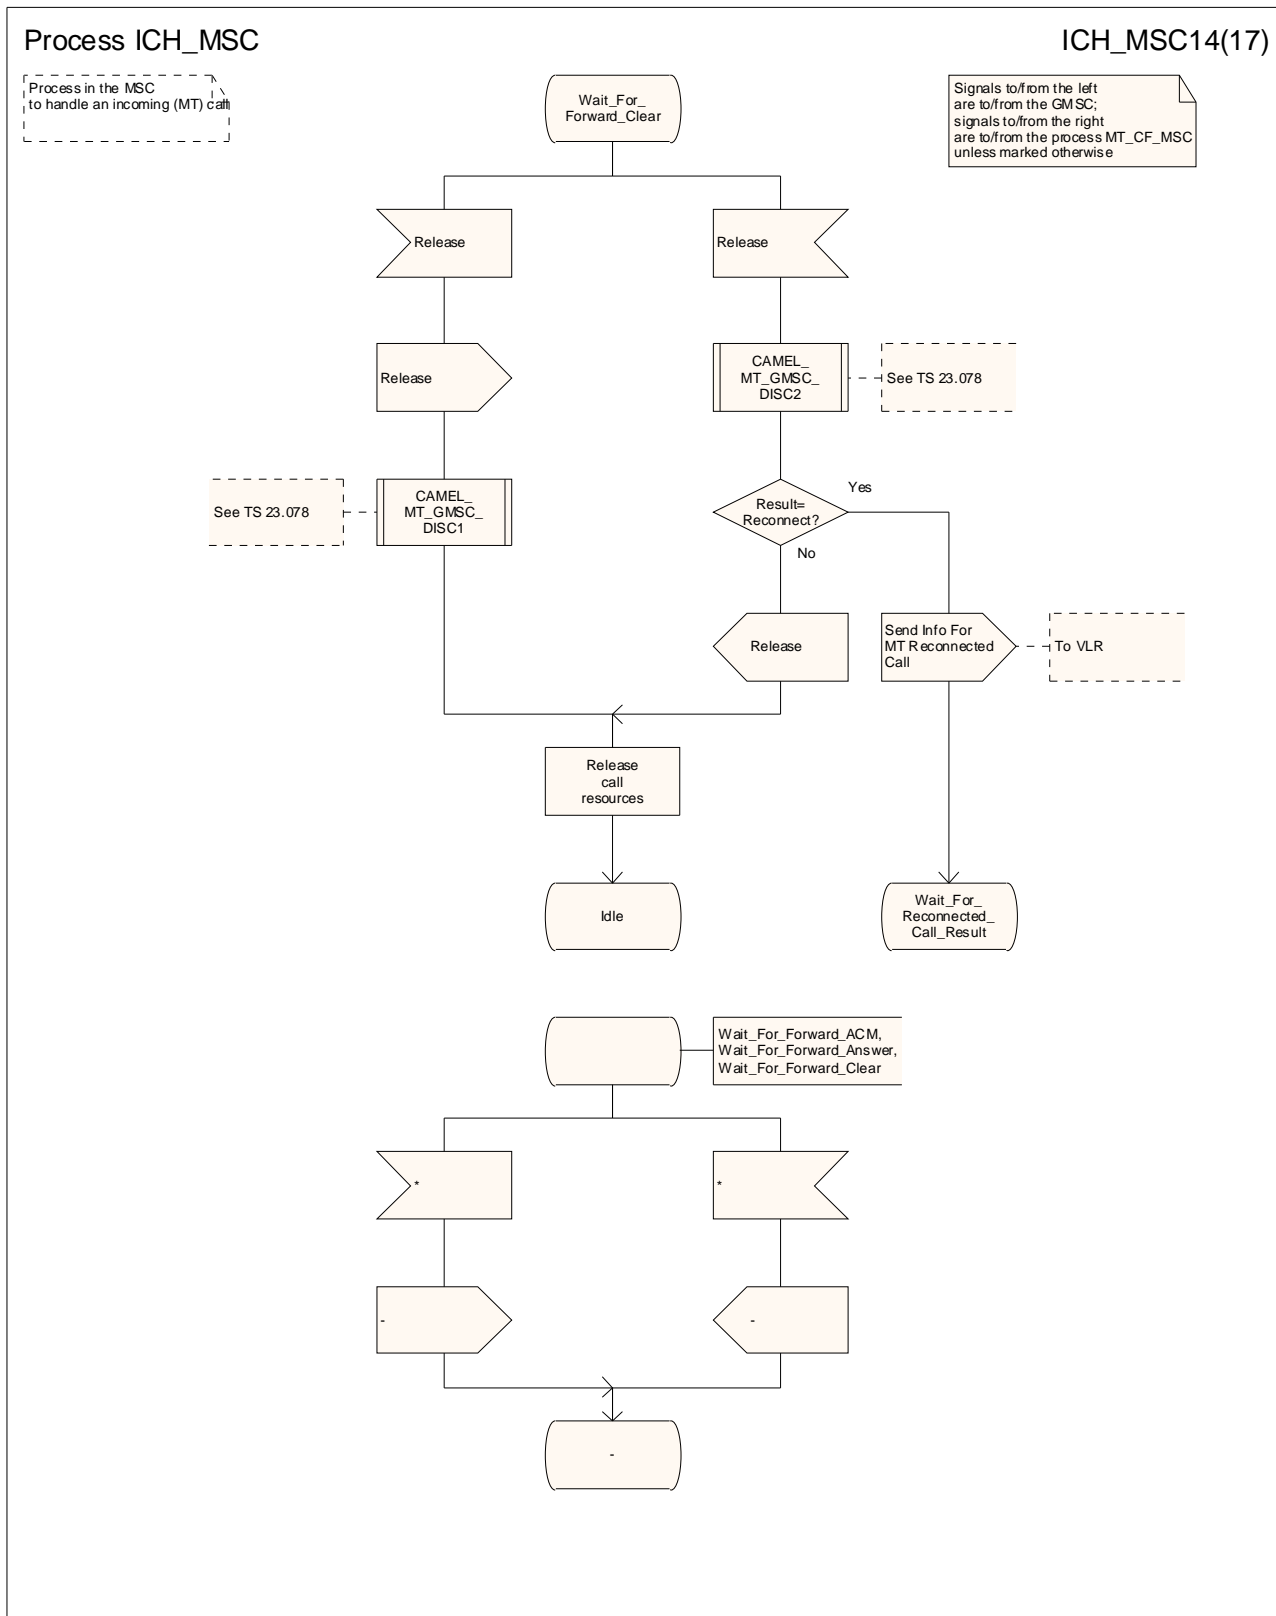 Process ICH_MSC
ICH_MSC14(17)
Process in the MSC
to handle an incoming (MT) call
Wait_For_
Forward_Clear
Signals to/from the left
are to/from the GMSC;
signals to/from the right
are to/from the process MT_CF_MSC
unless marked otherwise
Release
Release
Release
CAMEL_
MT_GMSC_
DISC2
See TS 23.078
See TS 23.078
CAMEL_
MT_GMSC_
DISC1
Result=
Reconnect?
Yes
No
Release
Send Info For
MT Reconnected
Call
To VLR
Release
call
resources
Idle
Wait_For_
Reconnected_
Call_Result
Wait_For_Forward_ACM,
Wait_For_Forward_Answer,
Wait_For_Forward_Clear
*
*
-
-
-